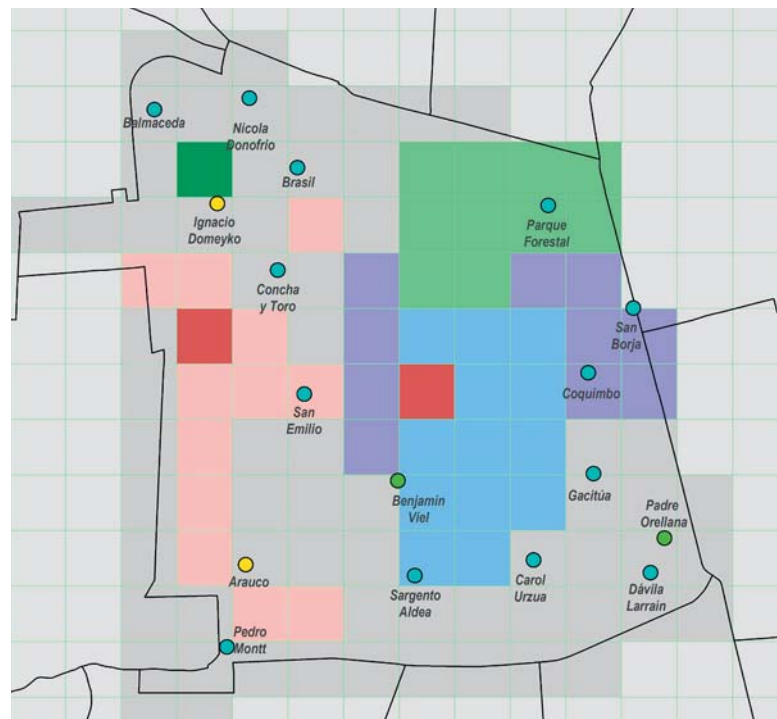 Balmaceda
Nicola
Donofrio
Brasil
Ignacio
Domeyko
Parque
Forestal
Concha
y Toro
San
Borja
San
Emilio
Coquimbo
Benjamin
Viel
Gacitúa
Padre
Orellana
Arauco
Sargento
Aldea
Carol
Urzua
Dávila
Larrain
Pedro
Montt